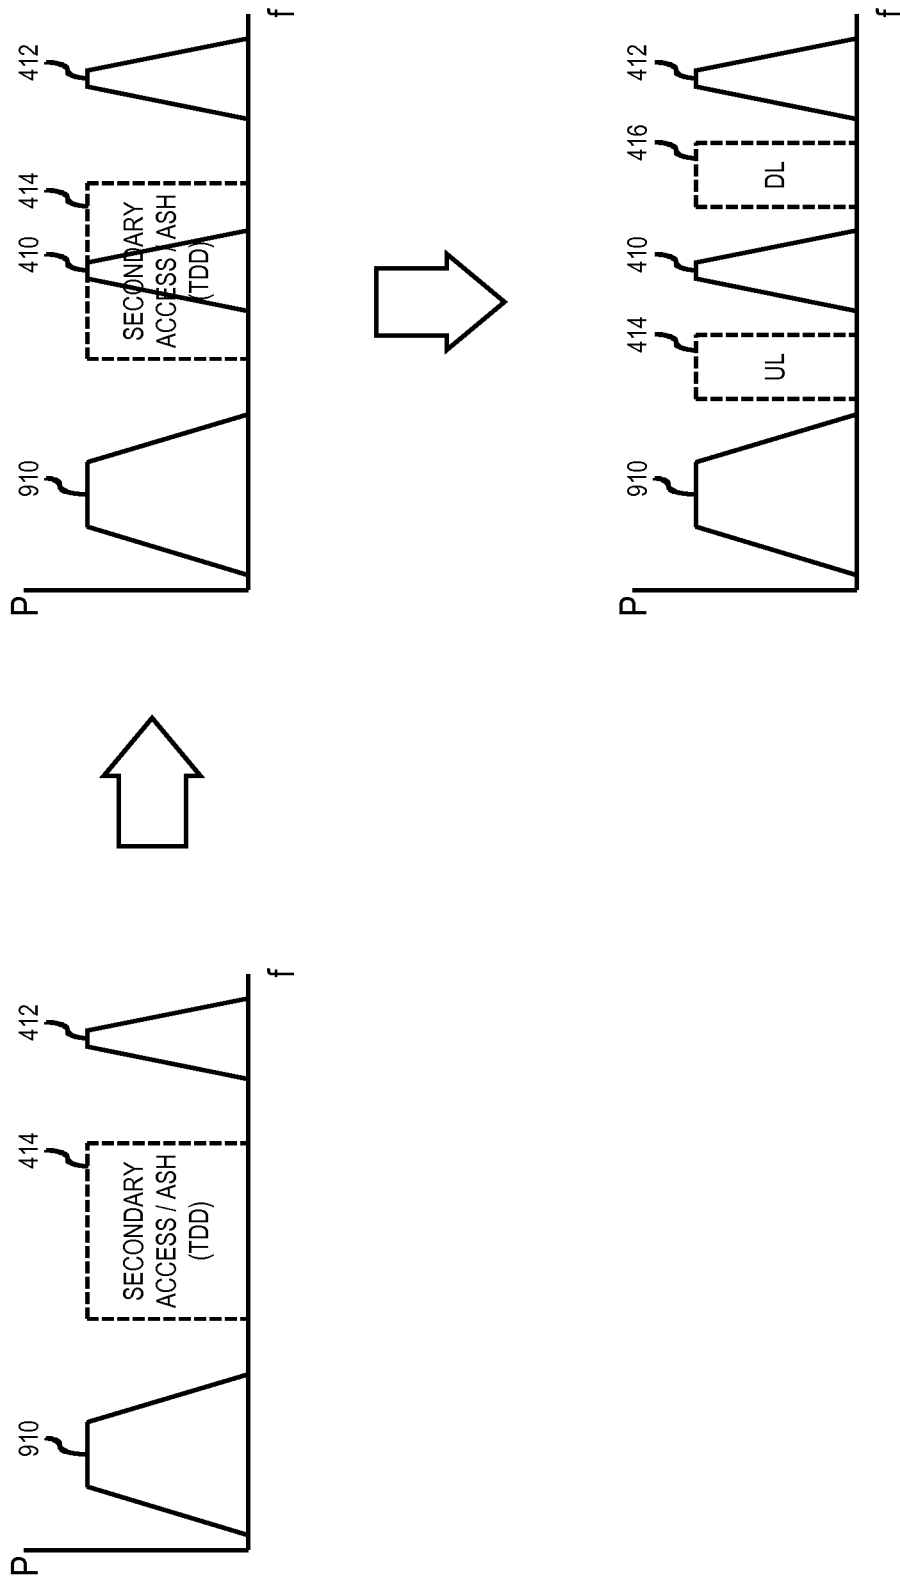 P
910
414
412
SECONDARY
ACCESS / ASH
(TDD)
f
P
910
410
414
412
SECONDARY
ACCESS / ASH
(TDD)
f
P
910
414
410
416
412
UL
DL
f